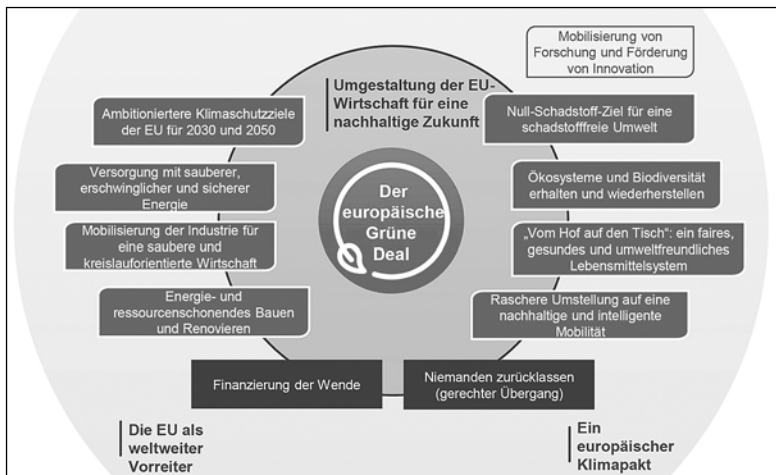 Mobilisierung von
Forschung und Förderung
von Innovation
Umgestaltung der EU-
Wirtschaft für eine
nachhaltige Zukunft
Ambitioniertere Klimaschutzziele
der EU für 2030 und 2050
Null-Schadstoff-Ziel für eine
schadstofffreie Umwelt
Versorgung mit sauberer,
erschwinglicher und sicherer
Energie
Ökosysteme und Biodiversität
erhalten und wiederherstellen
Der
europäische
Grüne
Deal
Mobilisierung der Industrie für
eine saubere und
kreislauforientierte Wirtschaft
„Vom Hof auf den Tisch“: ein faires,
gesundes und umweltfreundliches
Lebensmittelsystem
Energie- und
ressourcenschonendes Bauen
und Renovieren
Raschere Umstellung auf eine
nachhaltige und intelligente
Mobilität
Finanzierung der Wende
Niemanden zurücklassen
(gerechter Übergang)
Die EU als
weltweiter
Vorreiter
Ein
europäischer
Klimapakt